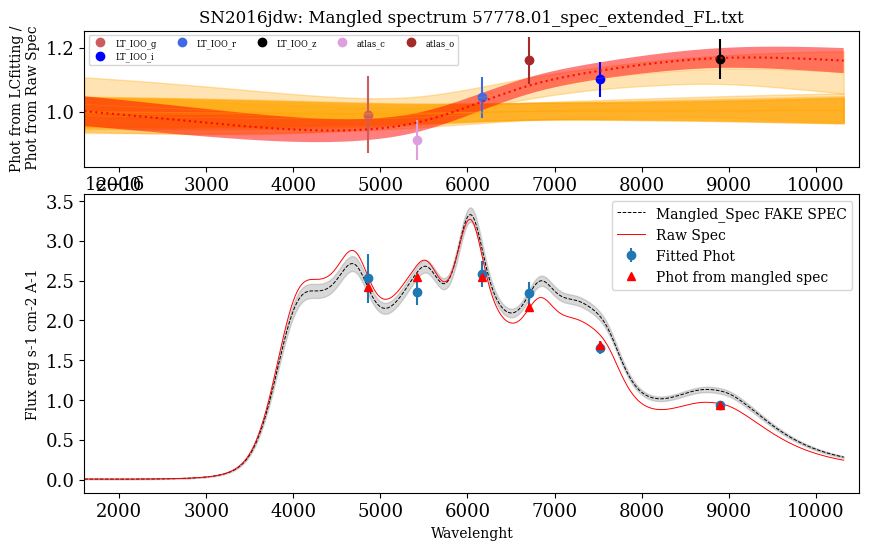 SN2016jdw: Mangled spectrum 57778.01_spec_extended_FL.txt
Phot from LCfitting /
Phot from Raw Spec
1.2
1.0
LT_IOO_g LT_IOO_r LT_IOO_z atlas_c atlas_o
LT_IOO_i
2000 3000 4000 5000 6000 7000 8000 9000 10000
1e−16
Flux erg s-1 cm-2 A-1
3.5
3.0
2.5
2.0
1.5
1.0
0.5
0.0
Mangled_Spec FAKE SPEC
Raw Spec
Fitted Phot
Phot from mangled spec
2000 3000 4000 5000 6000 7000 8000 9000 10000
Wavelenght